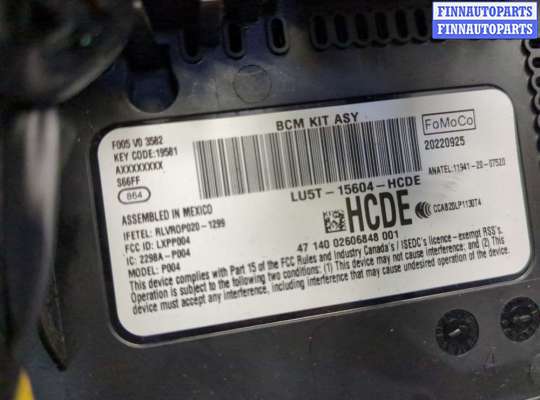 FINNAUTOPARTS
FINNAUTOPARTS
BCM KIT ASY
F005 V0 3582
KEY CODE:19581
AXXXXXXXX
S66FF
864
FoMoCo
20220925
LU5T-15604-HCDE
ANATEL:11941-20-07520
HCDE
CCAB20LP1130T4
ASSEMBLED IN MEXICO
IFETEL: RLVROP020-1299
FCC ID: LXPP004
IC: 2298A-P004
MODEL: P004
47 140 02606848 001
This device complies with Part 15 of the FCC Rules and Industry Canada's / ISEDC's licence-exempt RSS's.
Operation is subject to the following two conditions: (1) This device may not cause interference, and (2) This
device must accept any interference, including interference that may cause undesired operation of the device.